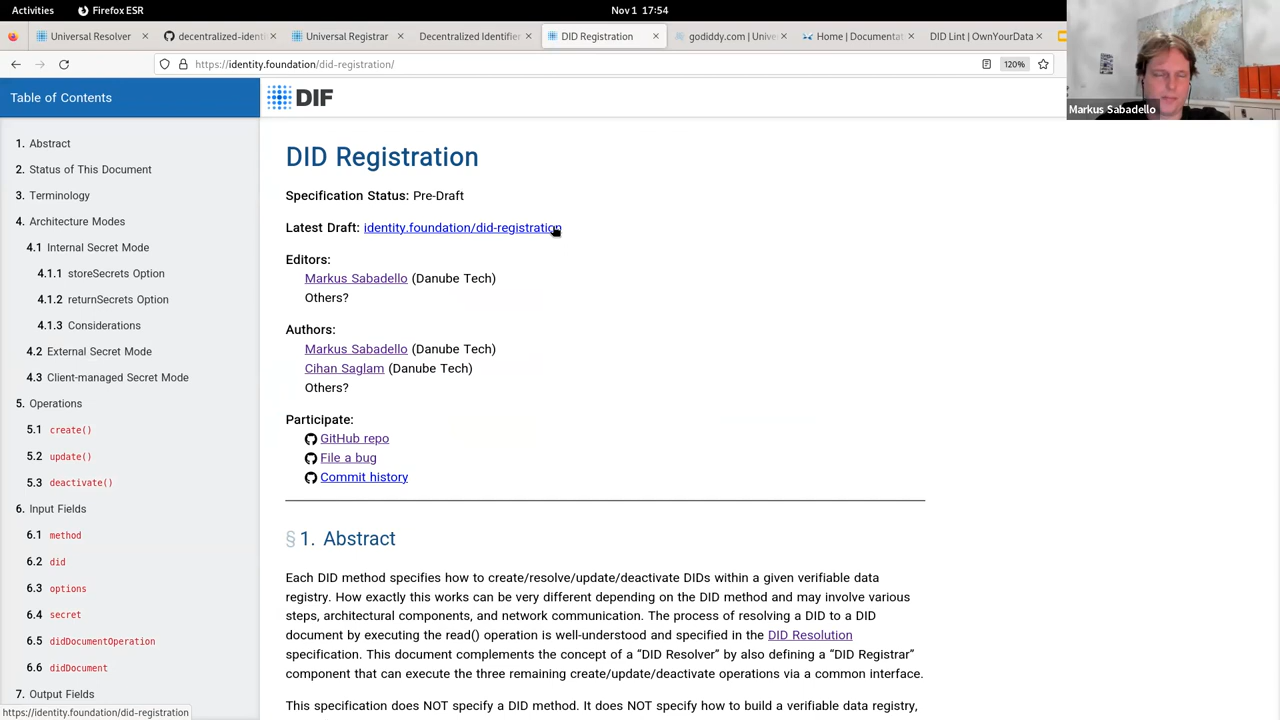 Activities
Firefox ESR
Nov 1 17:54
Universal Resolver
decentralized-identi
Universal Registrar
Decentralized Identifier
DID Registration
godiddy.com | Unive
Home | Documentat
DID Lint | OwnYourData
https://identity.foundation/did-registration/
120%
Markus Sabadello
Table of Contents
DIF
1. Abstract
2. Status of This Document
3. Terminology
4. Architecture Modes
4.1 Internal Secret Mode
4.1.1 storeSecrets Option
4.1.2 returnSecrets Option
4.1.3 Considerations
4.2 External Secret Mode
4.3 Client-managed Secret Mode
5. Operations
5.1 create()
5.2 update()
5.3 deactivate()
6. Input Fields
6.1 method
6.2 did
6.3 options
6.4 secret
6.5 didDocumentOperation
6.6 didDocument
7. Output Fields
https://identity.foundation/did-registration
DID Registration
Specification Status: Pre-Draft
Latest Draft: identity.foundation/did-registration
Editors:
Markus Sabadello (Danube Tech)
Others?
Authors:
Markus Sabadello (Danube Tech)
Cihan Saglam (Danube Tech)
Others?
Participate:
GitHub repo
File a bug
Commit history
§ 1. Abstract
Each DID method specifies how to create/resolve/update/deactivate DIDs within a given verifiable data
registry. How exactly this works can be very different depending on the DID method and may involve various
steps, architectural components, and network communication. The process of resolving a DID to a DID
document by executing the read() operation is well-understood and specified in the DID Resolution
specification. This document complements the concept of a “DID Resolver” by also defining a “DID Registrar”
component that can execute the three remaining create/update/deactivate operations via a common interface.
This specification does NOT specify a DID method. It does NOT specify how to build a verifiable data registry,